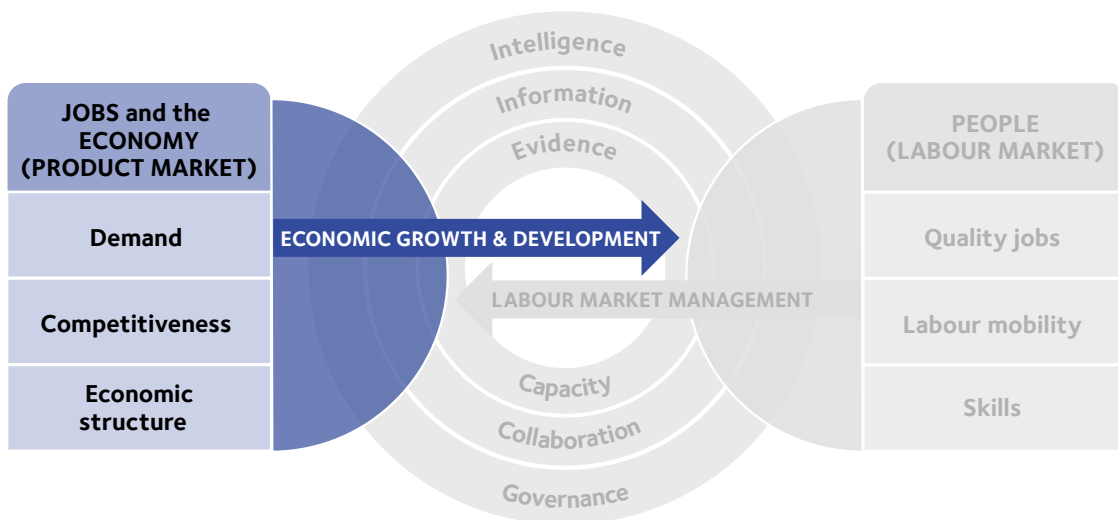 JOBS and the
ECONOMY
(PRODUCT MARKET)
Demand
Competitiveness
Economic
structure
Intelligence
Information
Evidence
ECONOMIC GROWTH & DEVELOPMENT
LABOUR MARKET MANAGEMENT
Capacity
Collaboration
Governance
PEOPLE
(LABOUR MARKET)
Quality jobs
Labour mobility
Skills